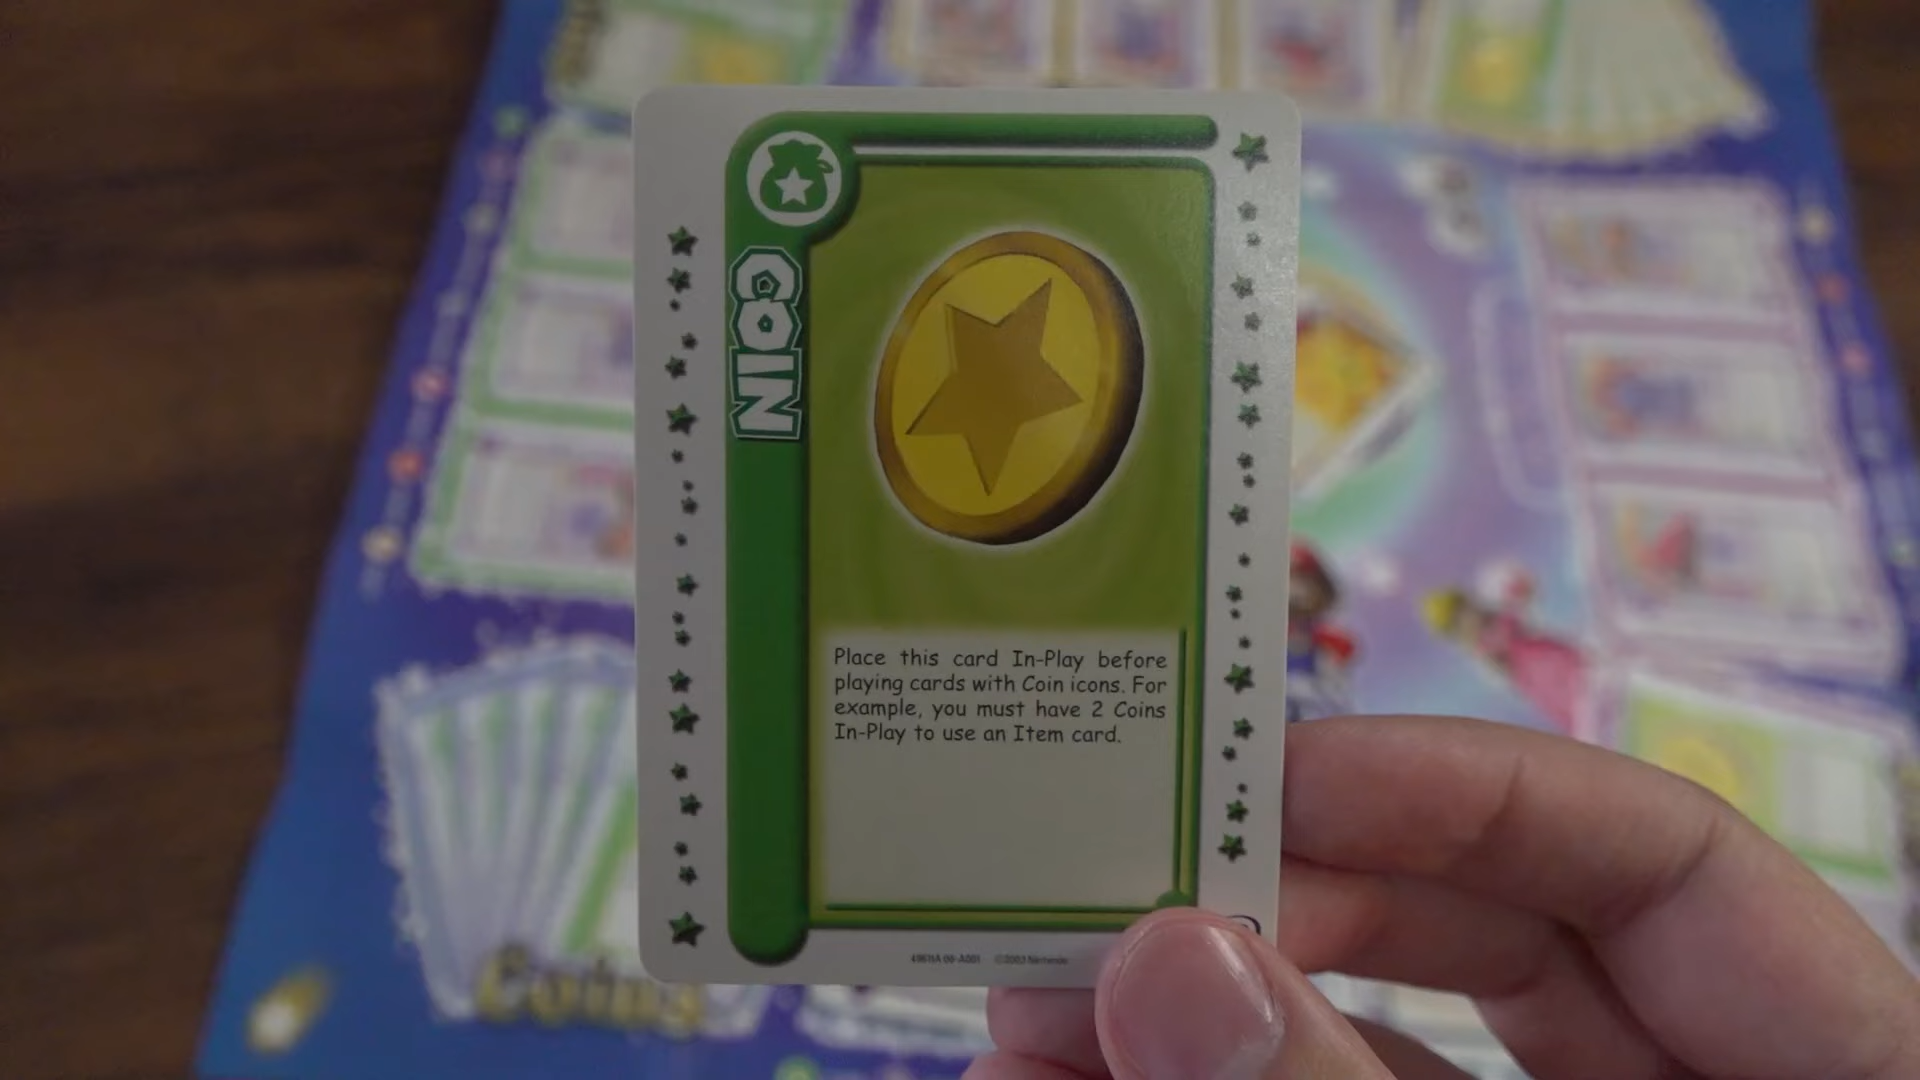 COIN
Place this card In-Play before
playing cards with Coin icons. For
example, you must have 2 Coins
In-Play to use an Item card.
©2003 Nintendo
Coins